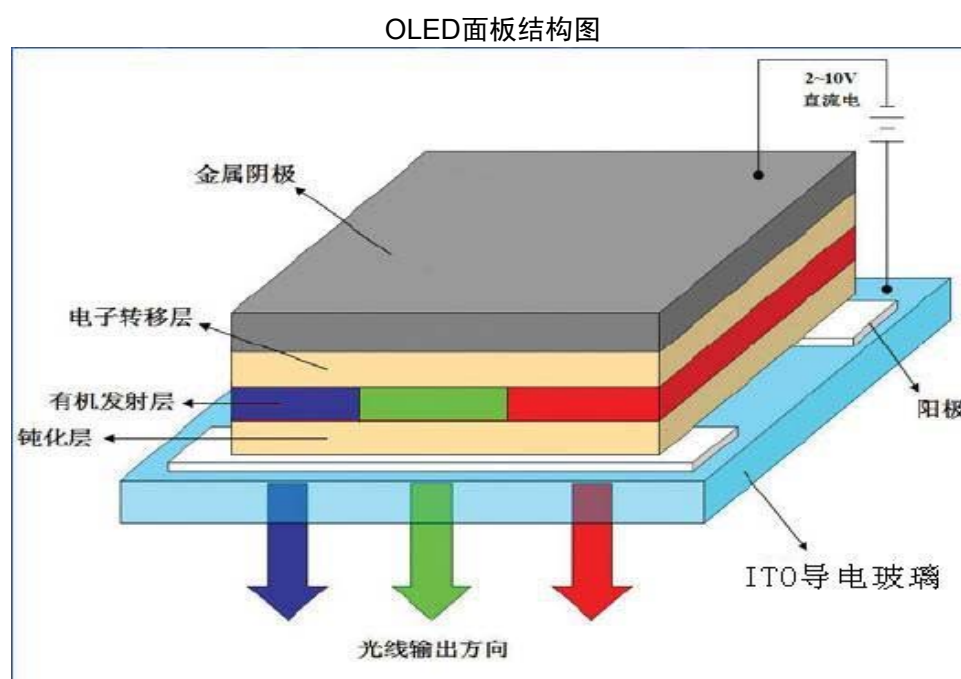 OLED面板结构图
2~10V
直流电
金属阴极
电子转移层
有机发射层
钝化层
阳极
ITO导电玻璃
光线输出方向